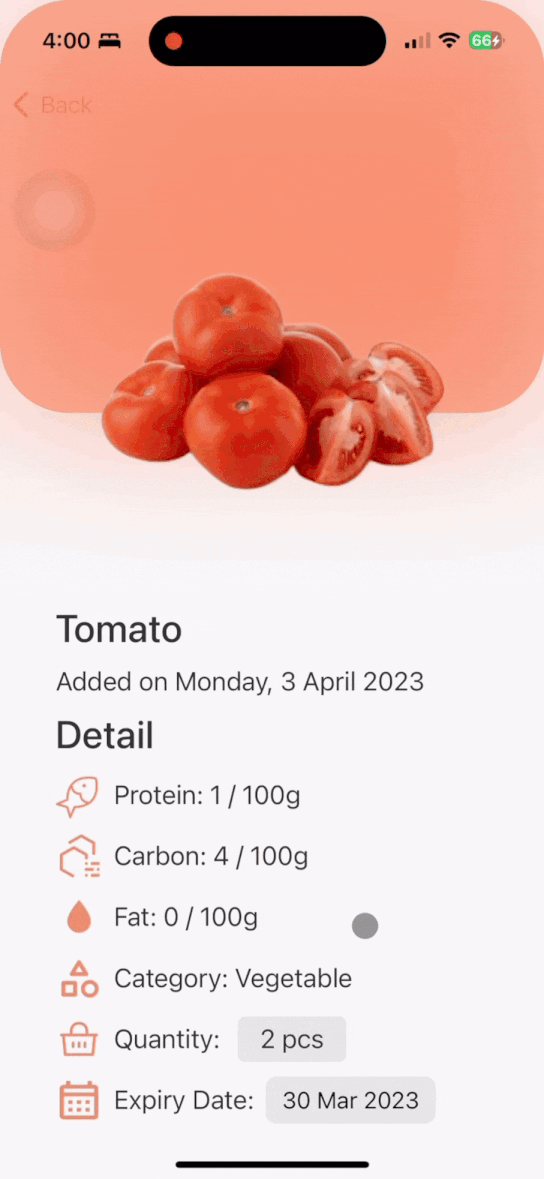 4:00
66
Back
Tomato
Added on Monday, 3 April 2023
Detail
Protein: 1 / 100g
Carbon: 4 / 100g
Fat: 0 / 100g
Category: Vegetable
Quantity: 2 pcs
Expiry Date: 30 Mar 2023